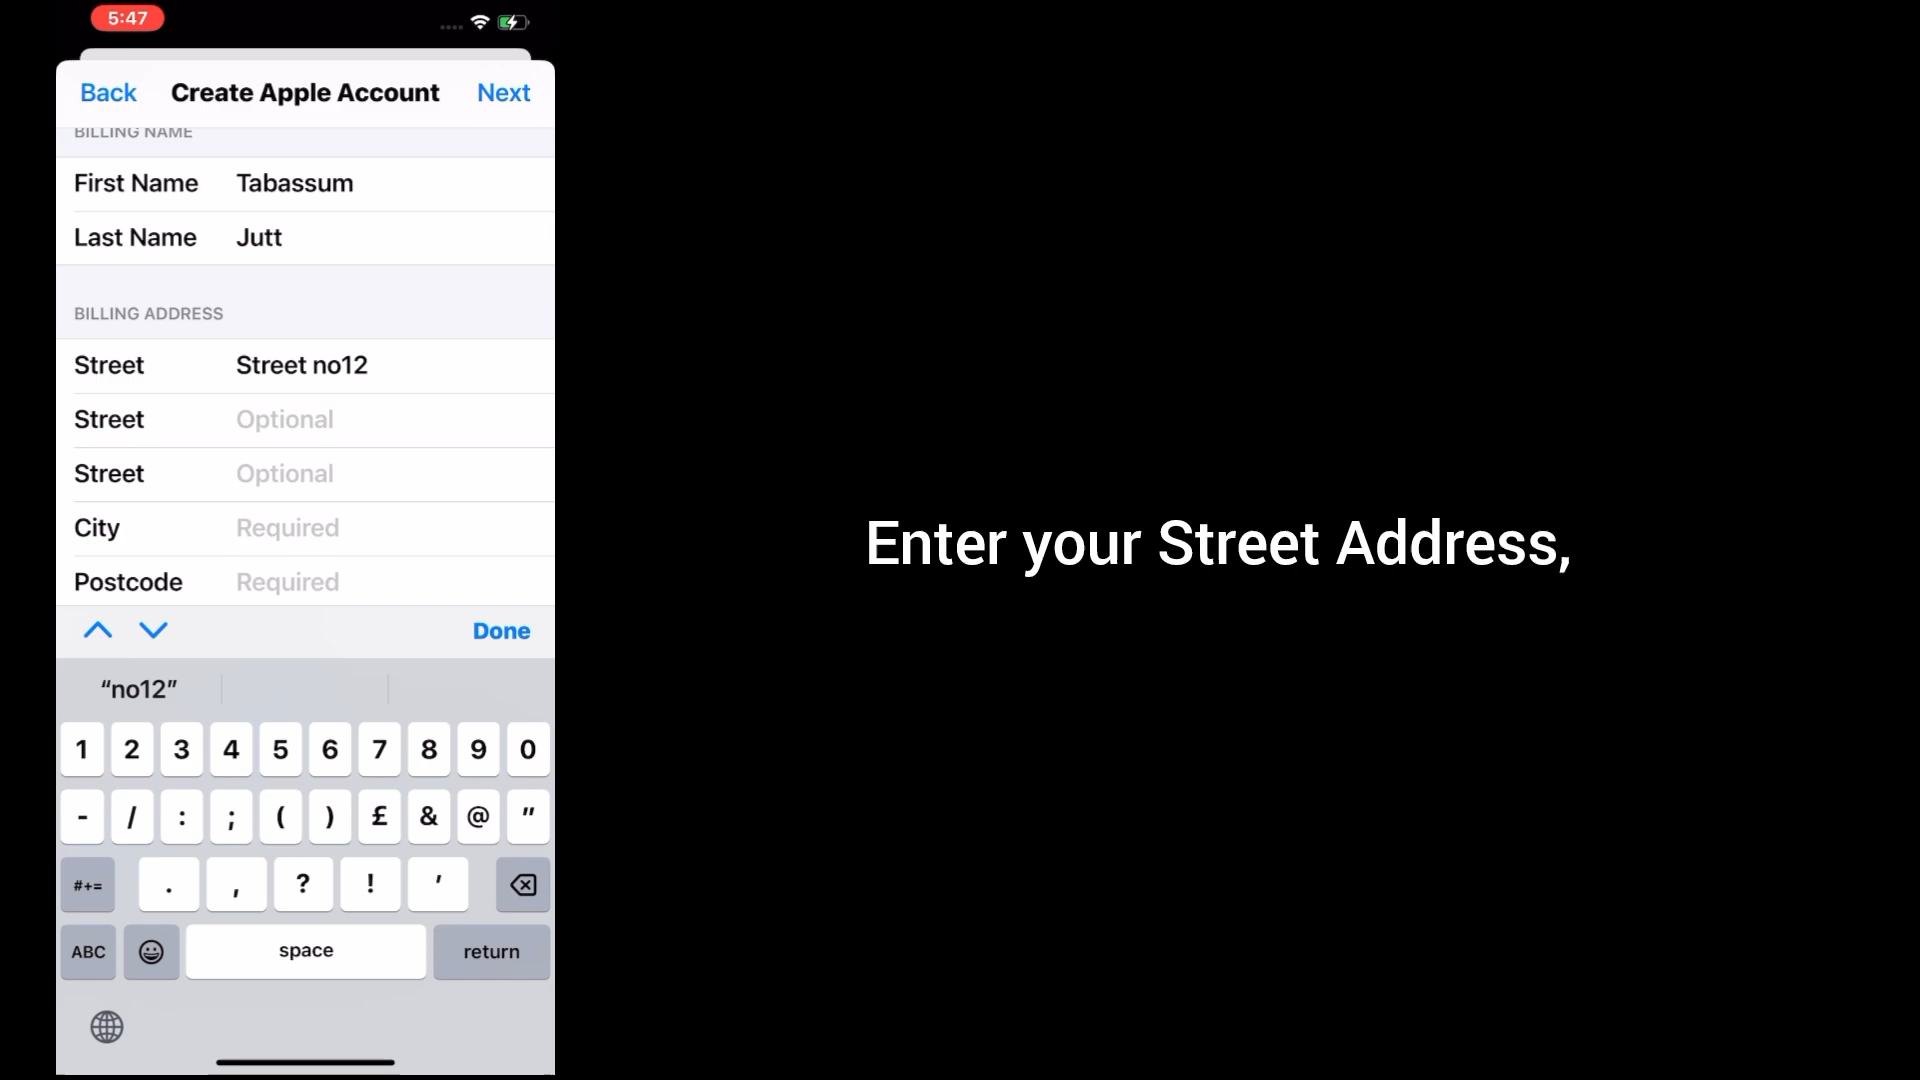 5:47
Back Create Apple Account Next
BILLING NAME
First Name Tabassum
Last Name Jutt
BILLING ADDRESS
Street Street no12
Street Optional
Street Optional
City Required
Postcode Required
Done
“no12”
1 2 3 4 5 6 7 8 9 0
- / : ; ( ) £ & @ "
#+= . , ? ! '
ABC space return
Enter your Street Address,